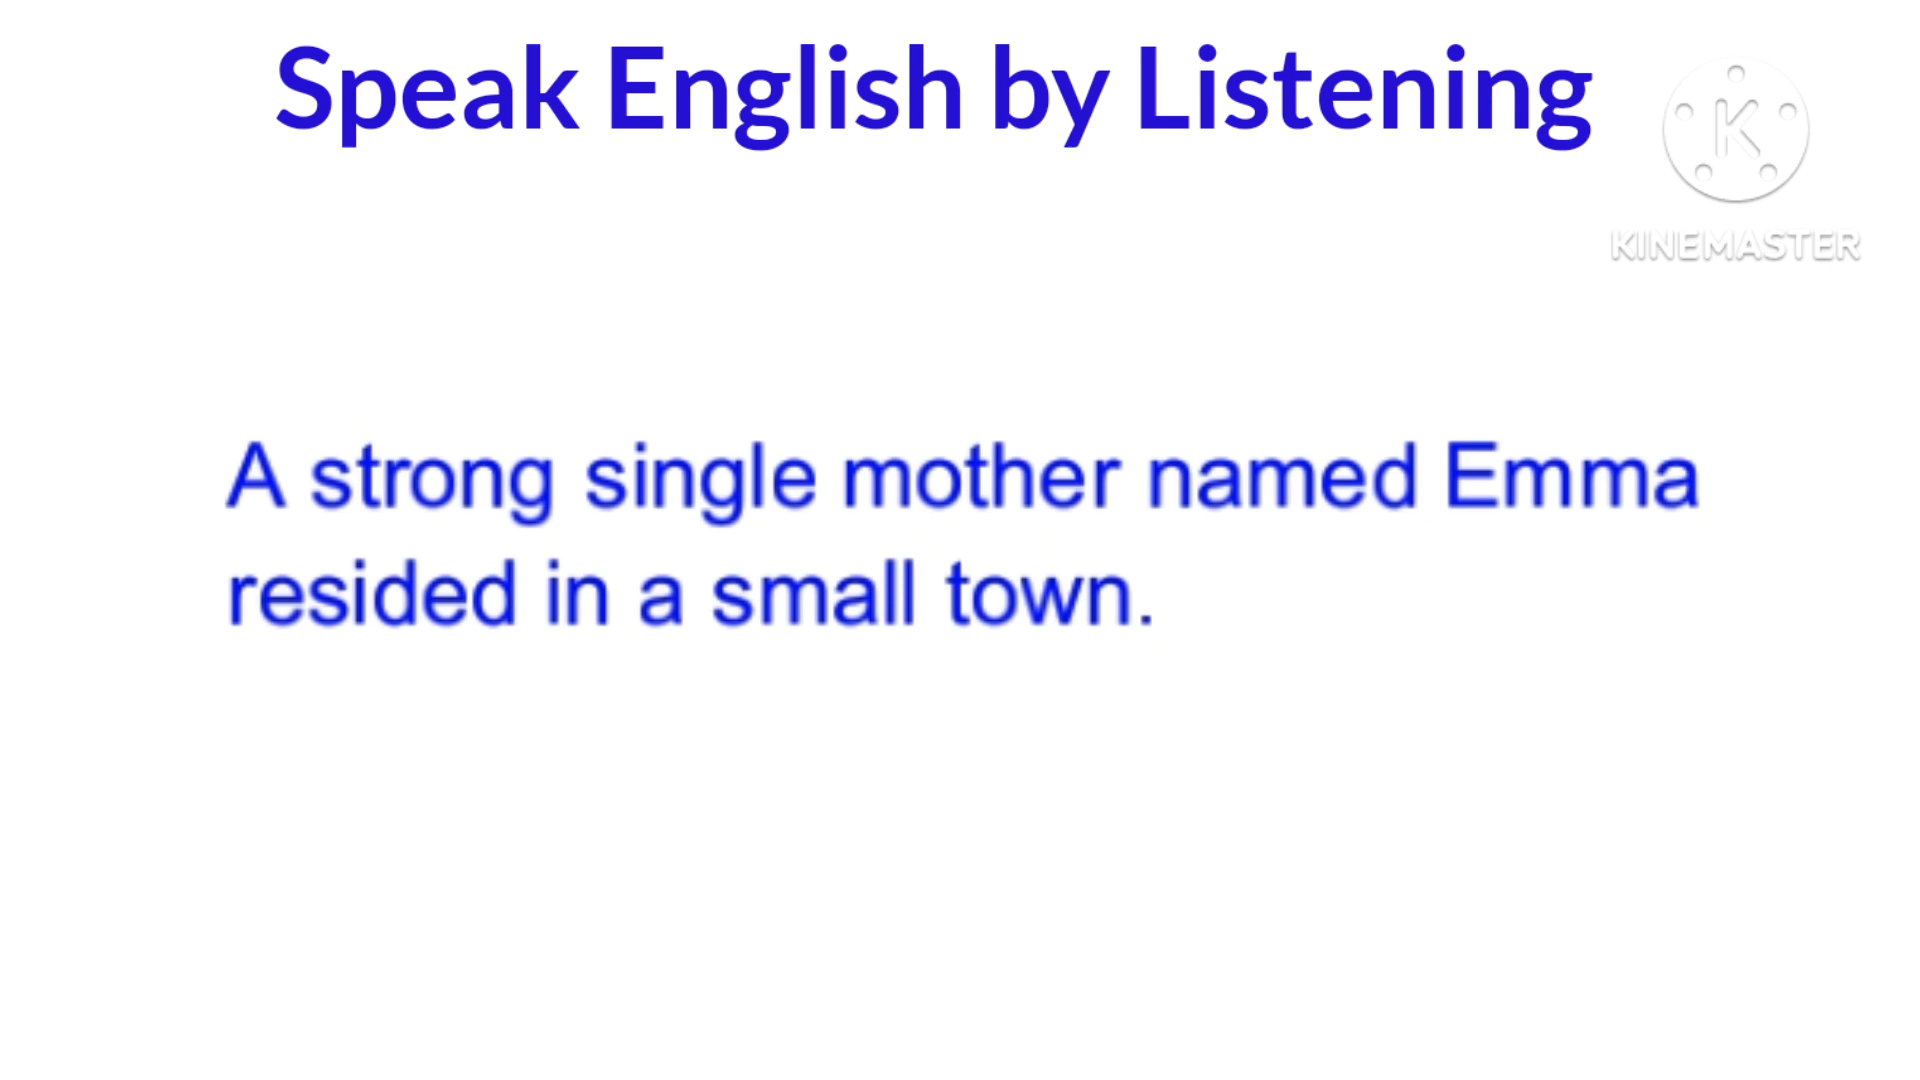 Speak English by Listening
K
KINEMASTER
A strong single mother named Emma
resided in a small town.